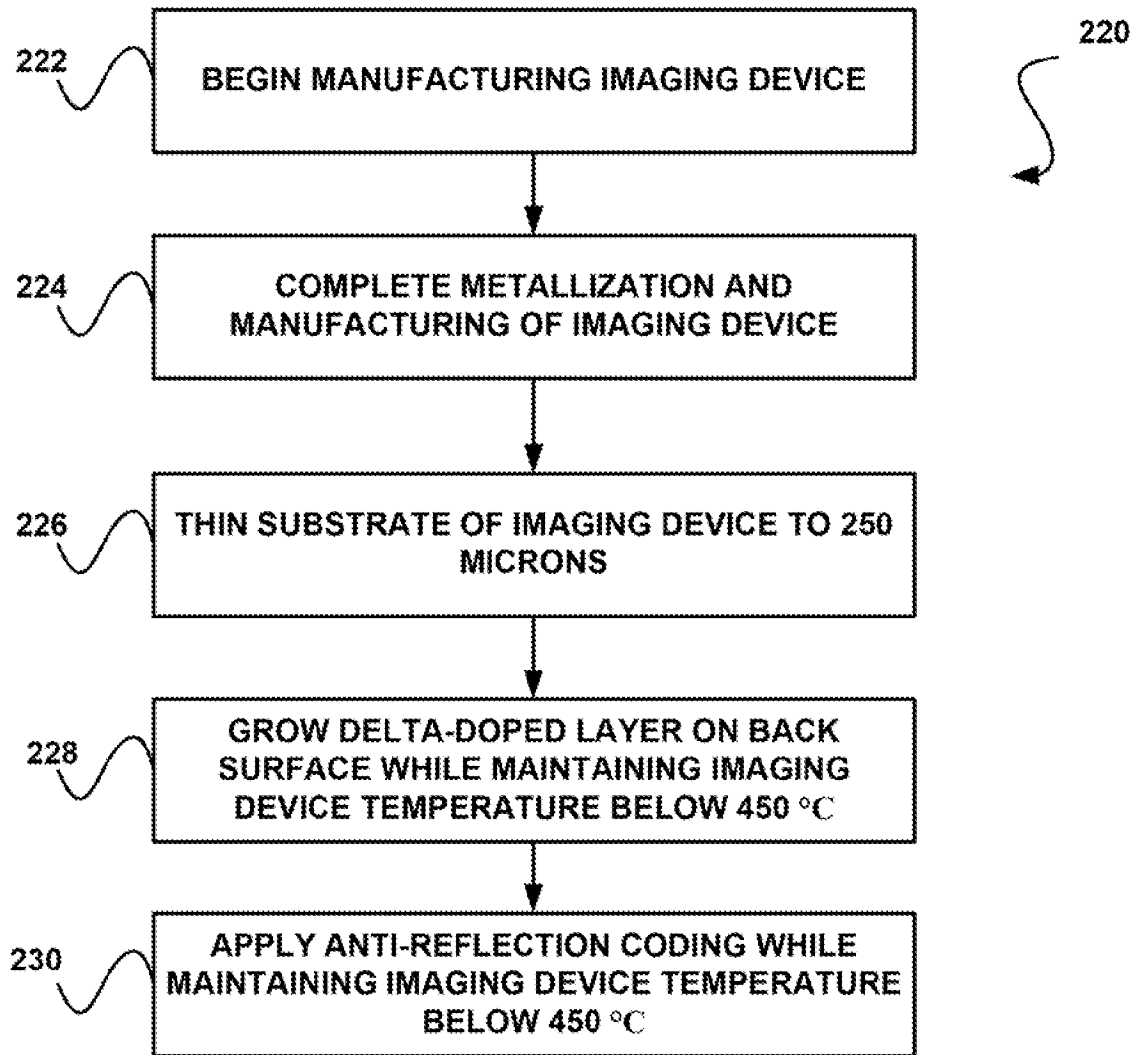 220
222
BEGIN MANUFACTURING IMAGING DEVICE
224
COMPLETE METALLIZATION AND
MANUFACTURING OF IMAGING DEVICE
226
THIN SUBSTRATE OF IMAGING DEVICE TO 250
MICRONS
228
GROW DELTA-DOPED LAYER ON BACK
SURFACE WHILE MAINTAINING IMAGING
DEVICE TEMPERATURE BELOW 450 °C
230
APPLY ANTI-REFLECTION CODING WHILE
MAINTAINING IMAGING DEVICE TEMPERATURE
BELOW 450 °C